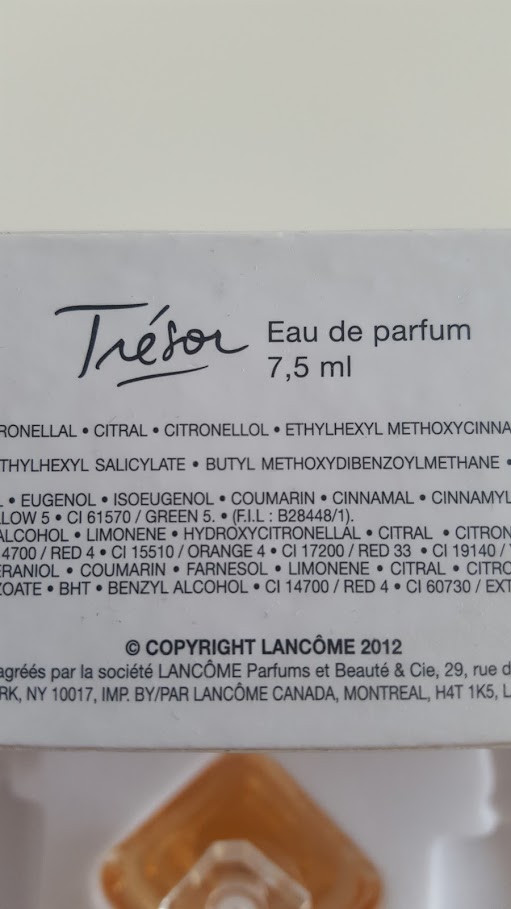 Trésor Eau de parfum
7,5 ml
RONELLAL • CITRAL • CITRONELLOL • ETHYLHEXYL METHOXYCINNA
THYLHEXYL SALICYLATE • BUTYL METHOXYDIBENZOYLMETHANE •
L • EUGENOL • ISOEUGENOL • COUMARIN • CINNAMAL • CINNAMYL
LOW 5 • CI 61570 / GREEN 5. • (F.I.L : B28448/1).
ALCOHOL • LIMONENE • HYDROXYCITRONELLAL • CITRAL • CITRON
4700 / RED 4 • CI 15510 / ORANGE 4 • CI 17200 / RED 33 • CI 19140 /
ERANIOL • COUMARIN • FARNESOL • LIMONENE • CITRAL • CITRO
ZOATE • BHT • BENZYL ALCOHOL • CI 14700 / RED 4 • CI 60730 / EXT
© COPYRIGHT LANCÔME 2012
agréés par la société LANCÔME Parfums et Beauté & Cie, 29, rue d
RK, NY 10017, IMP. BY/PAR LANCÔME CANADA, MONTREAL, H4T 1K5, L